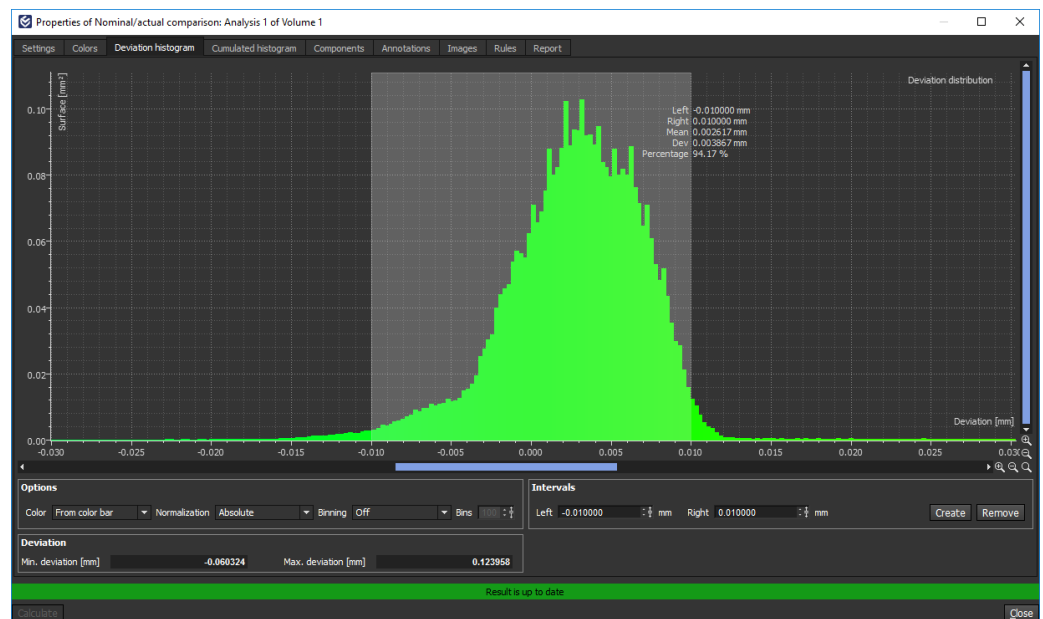 Properties of Nominal/actual comparison: Analysis 1 of Volume 1
Settings Colors Deviation histogram Cumulated histogram Components Annotations Images Rules Report
Surface [mm²]
Deviation distribution
0.10
0.08
0.06
0.04
0.02
0.00
Left -0.010000 mm
Right 0.010000 mm
Mean 0.002617 mm
Dev 0.003867 mm
Percentage 94.17 %
Deviation [mm]
-0.030 -0.025 -0.020 -0.015 -0.010 -0.005 0.000 0.005 0.010 0.015 0.020 0.025
Options
Color From color bar Normalization Absolute Binning Off Bins 100
Intervals
Left -0.010000 mm Right 0.010000 mm Create Remove
Deviation
Min. deviation [mm] -0.060324 Max. deviation [mm] 0.123958
Result is up to date
Calculate Close